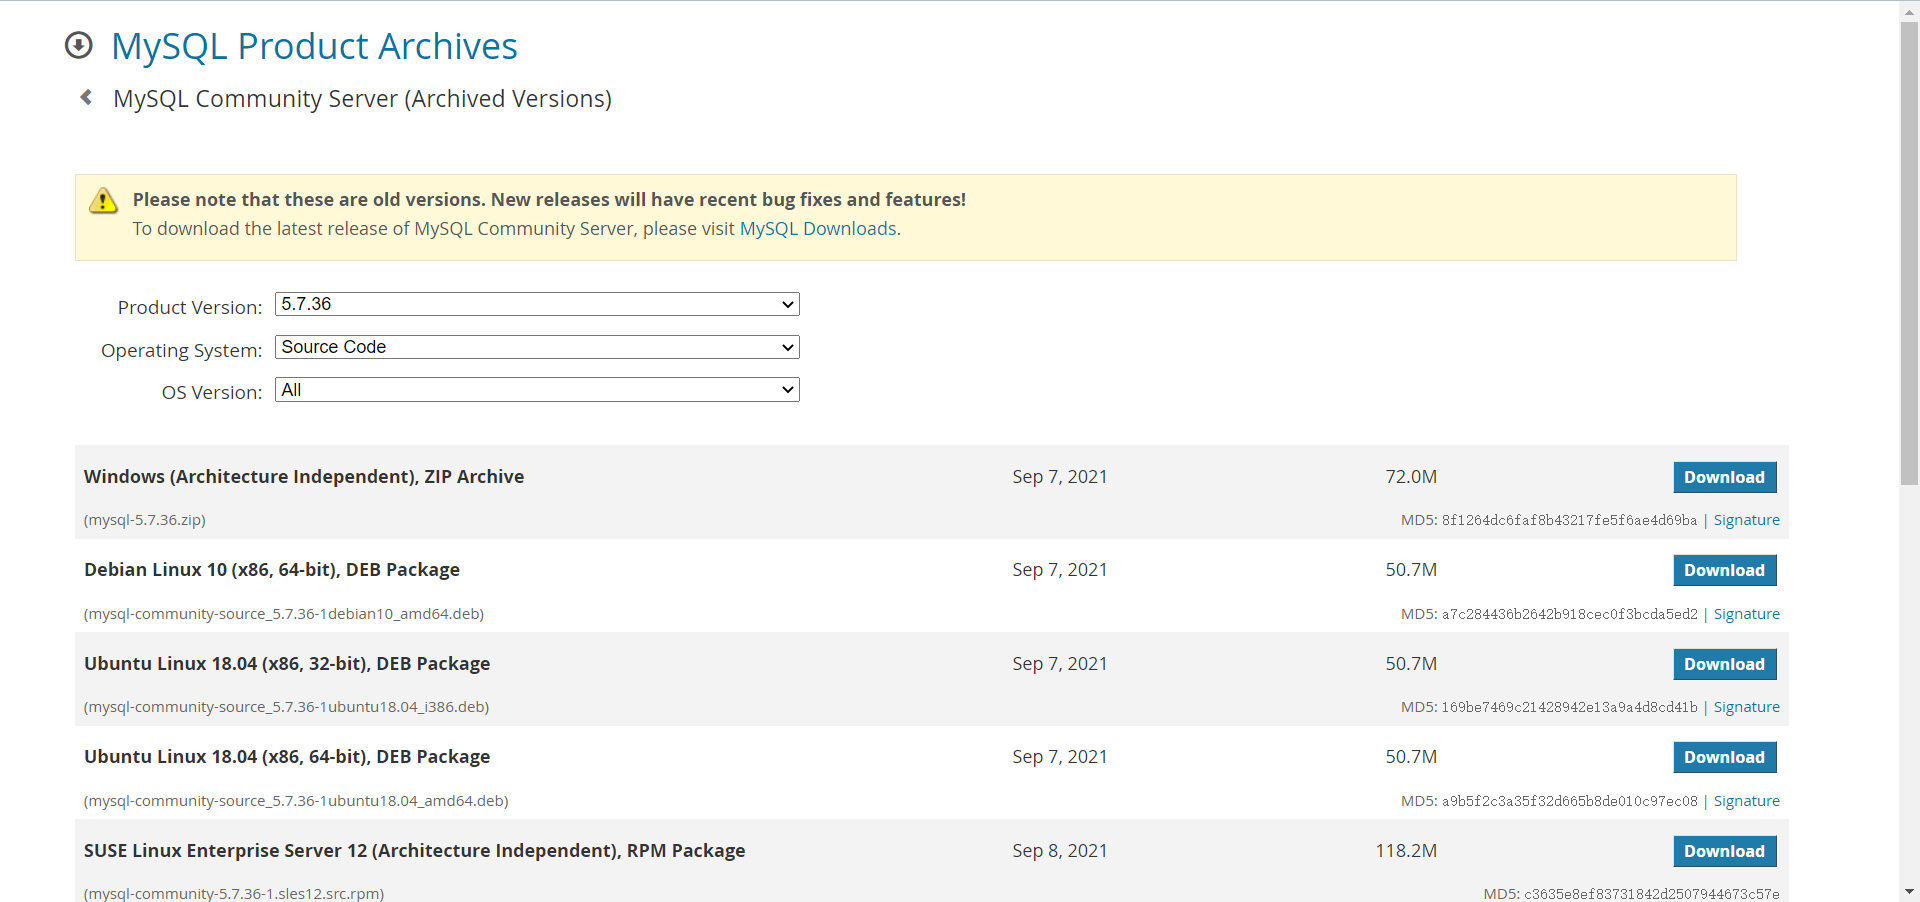 MySQL Product Archives
MySQL Community Server (Archived Versions)
Please note that these are old versions. New releases will have recent bug fixes and features!
To download the latest release of MySQL Community Server, please visit MySQL Downloads.
Product Version: 5.7.36
Operating System: Source Code
OS Version: All
Windows (Architecture Independent), ZIP Archive Sep 7, 2021 72.0M Download
(mysql-5.7.36.zip) MD5: 8f1264dc6faf8b43217fe5f6ae4d69ba | Signature
Debian Linux 10 (x86, 64-bit), DEB Package Sep 7, 2021 50.7M Download
(mysql-community-source_5.7.36-1debian10_amd64.deb) MD5: a7c284436b2642b918cec0f3bcda5ed2 | Signature
Ubuntu Linux 18.04 (x86, 32-bit), DEB Package Sep 7, 2021 50.7M Download
(mysql-community-source_5.7.36-1ubuntu18.04_i386.deb) MD5: 169be7469c21428942e13a9a4d8cd41b | Signature
Ubuntu Linux 18.04 (x86, 64-bit), DEB Package Sep 7, 2021 50.7M Download
(mysql-community-source_5.7.36-1ubuntu18.04_amd64.deb) MD5: a9b5f2c3a35f32d665b8de010c97ec08 | Signature
SUSE Linux Enterprise Server 12 (Architecture Independent), RPM Package Sep 8, 2021 118.2M Download
(mysql-community-5.7.36-1.sles12.src.rpm) MD5: c3635e8ef83731842d2507944673c57e